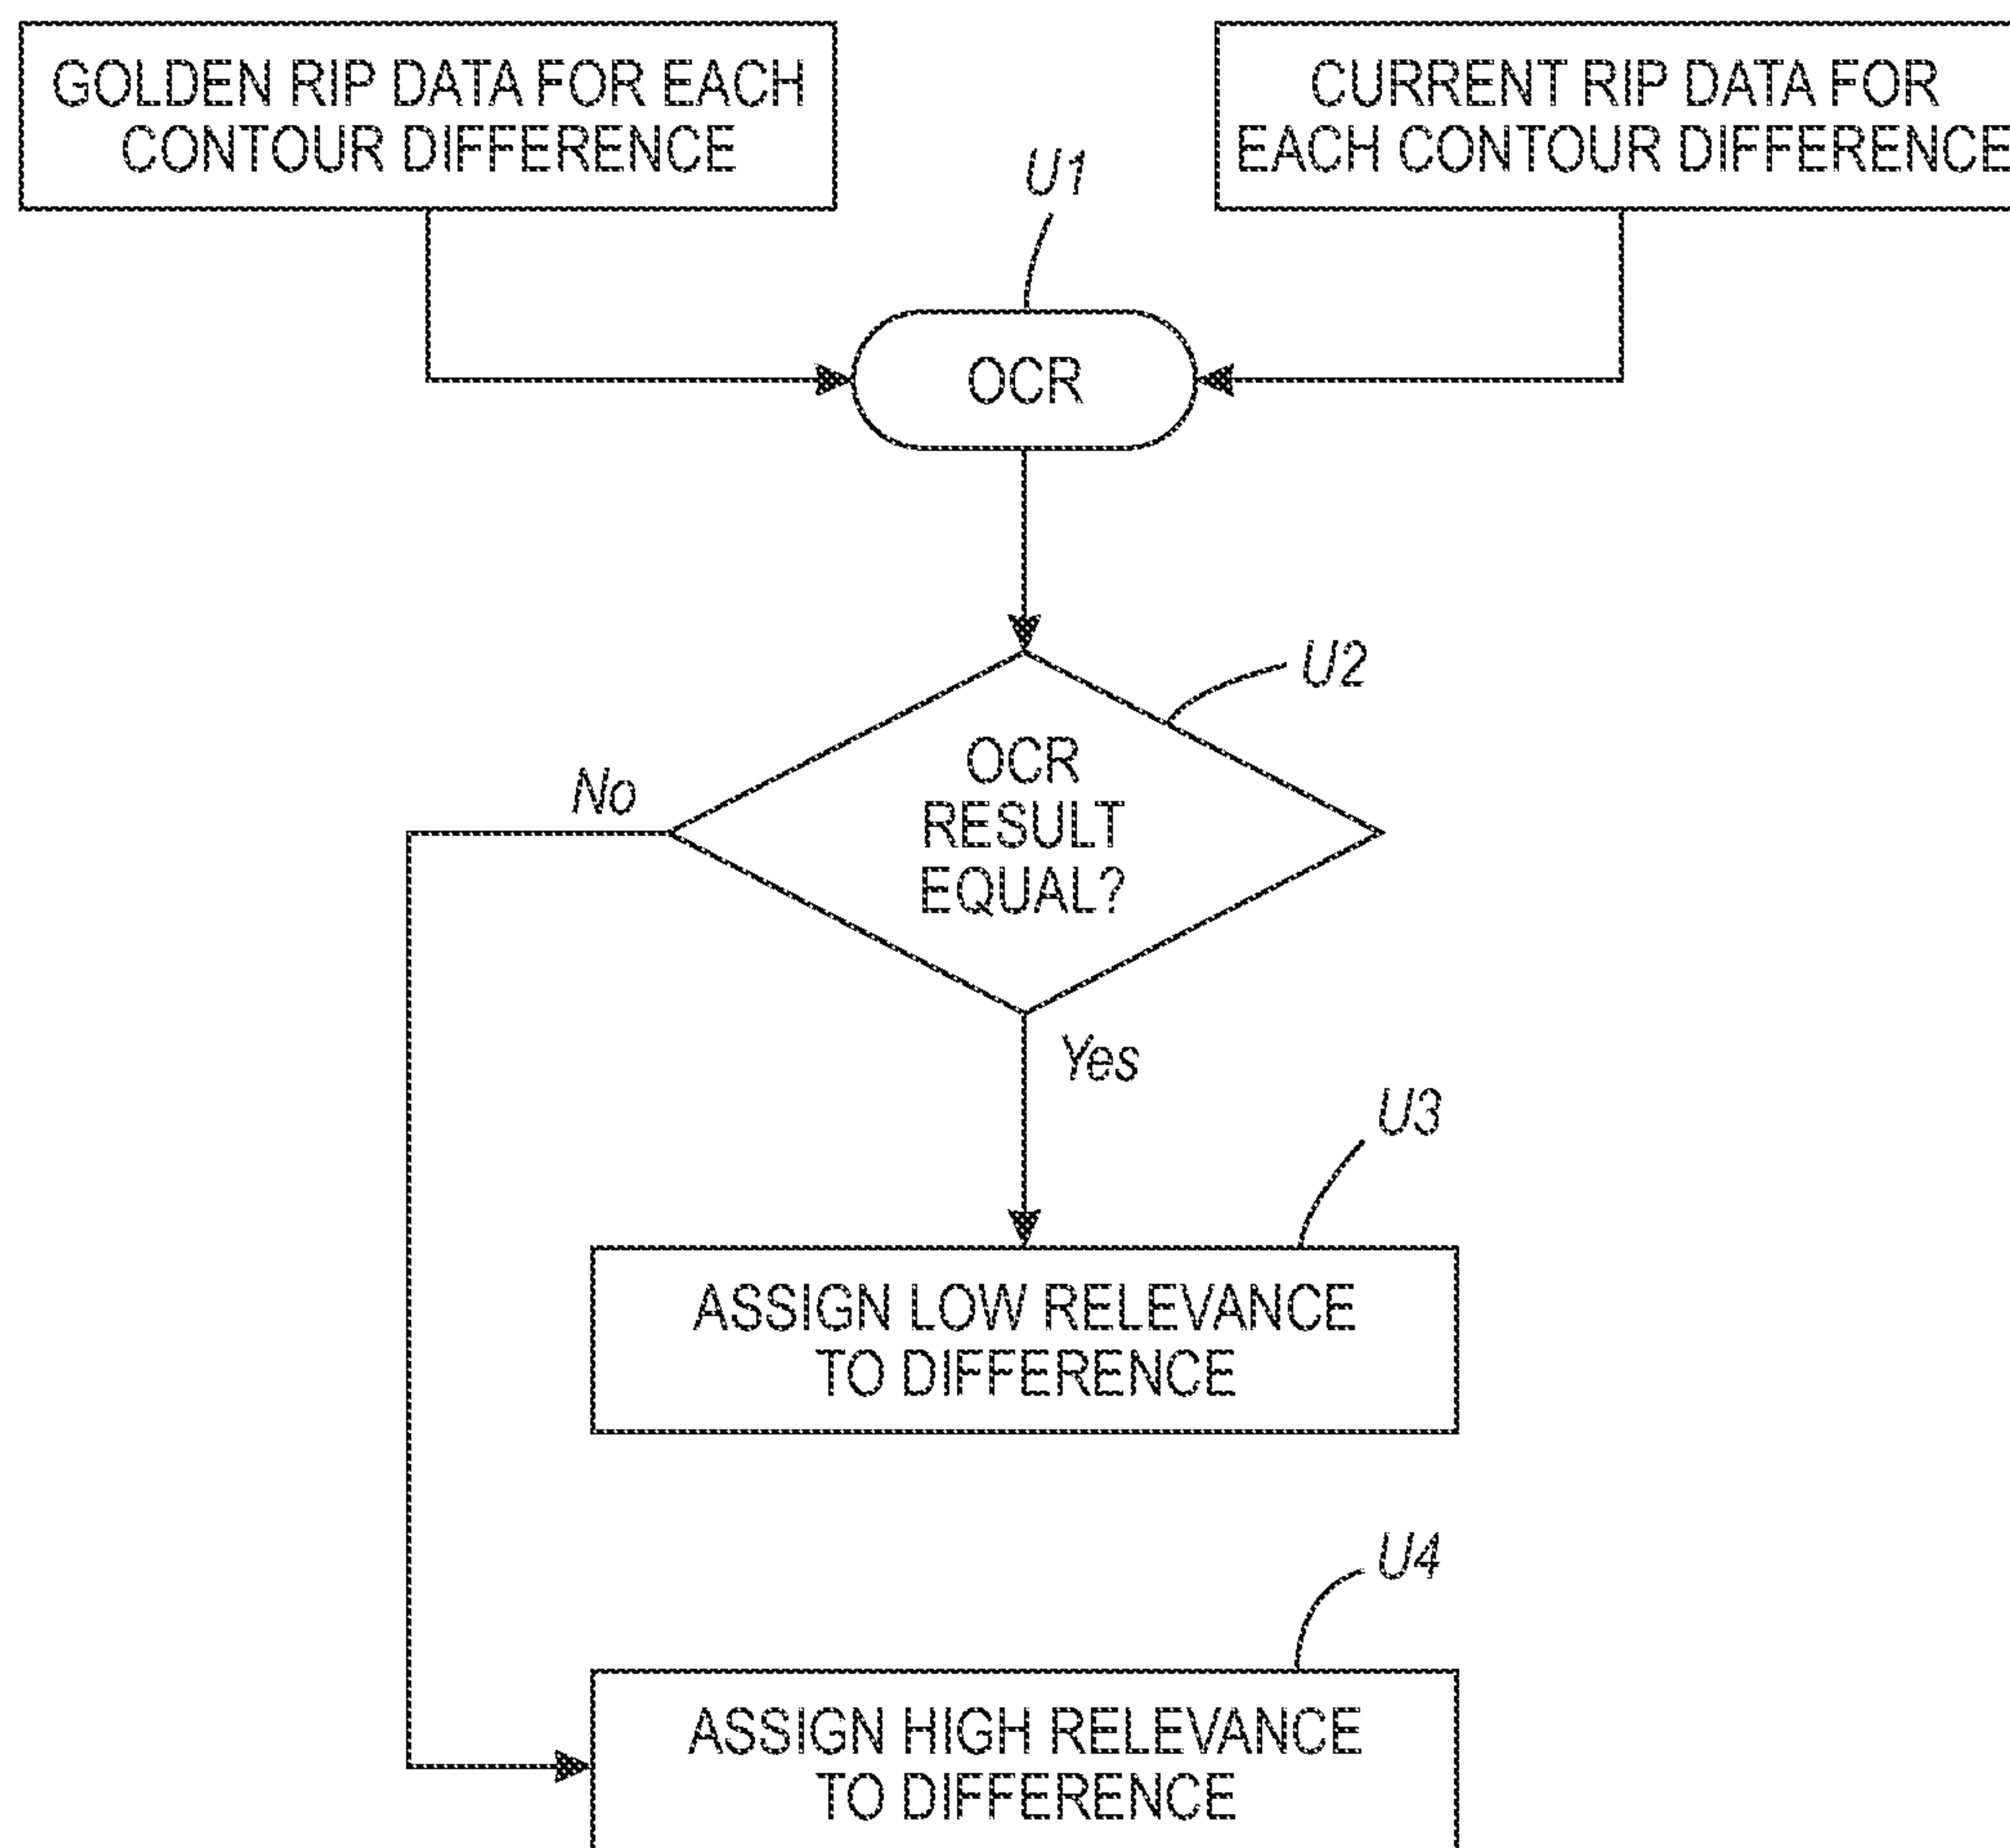 GOLDEN RIP DATA FOR EACH
CONTOUR DIFFERENCE
CURRENT RIP DATA FOR
EACH CONTOUR DIFFERENCE
U1
OCR
U2
OCR
RESULT
EQUAL?
No
Yes
U3
ASSIGN LOW RELEVANCE
TO DIFFERENCE
U4
ASSIGN HIGH RELEVANCE
TO DIFFERENCE